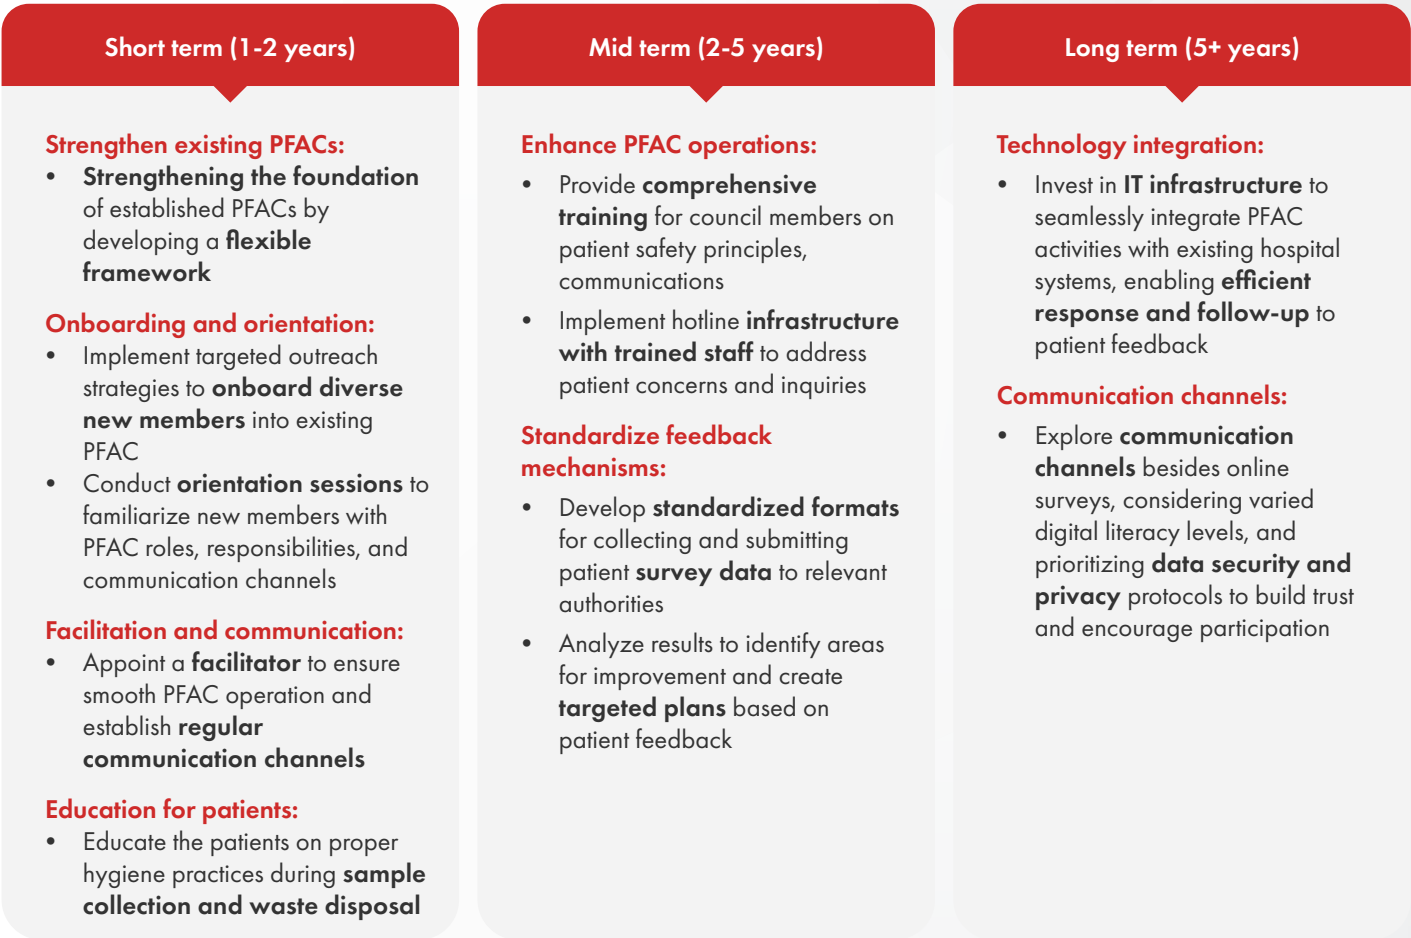 Short term (1-2 years)
Strengthen existing PFACs:
• Strengthening the foundation
of established PFACs by
developing a flexible
framework
Onboarding and orientation:
• Implement targeted outreach
strategies to onboard diverse
new members into existing
PFAC
• Conduct orientation sessions to
familiarize new members with
PFAC roles, responsibilities, and
communication channels
Facilitation and communication:
• Appoint a facilitator to ensure
smooth PFAC operation and
establish regular
communication channels
Education for patients:
• Educate the patients on proper
hygiene practices during sample
collection and waste disposal
Mid term (2-5 years)
Enhance PFAC operations:
• Provide comprehensive
training for council members on
patient safety principles,
communications
• Implement hotline infrastructure
with trained staff to address
patient concerns and inquiries
Standardize feedback
mechanisms:
• Develop standardized formats
for collecting and submitting
patient survey data to relevant
authorities
• Analyze results to identify areas
for improvement and create
targeted plans based on
patient feedback
Long term (5+ years)
Technology integration:
• Invest in IT infrastructure to
seamlessly integrate PFAC
activities with existing hospital
systems, enabling efficient
response and follow-up to
patient feedback
Communication channels:
• Explore communication
channels besides online
surveys, considering varied
digital literacy levels, and
prioritizing data security and
privacy protocols to build trust
and encourage participation